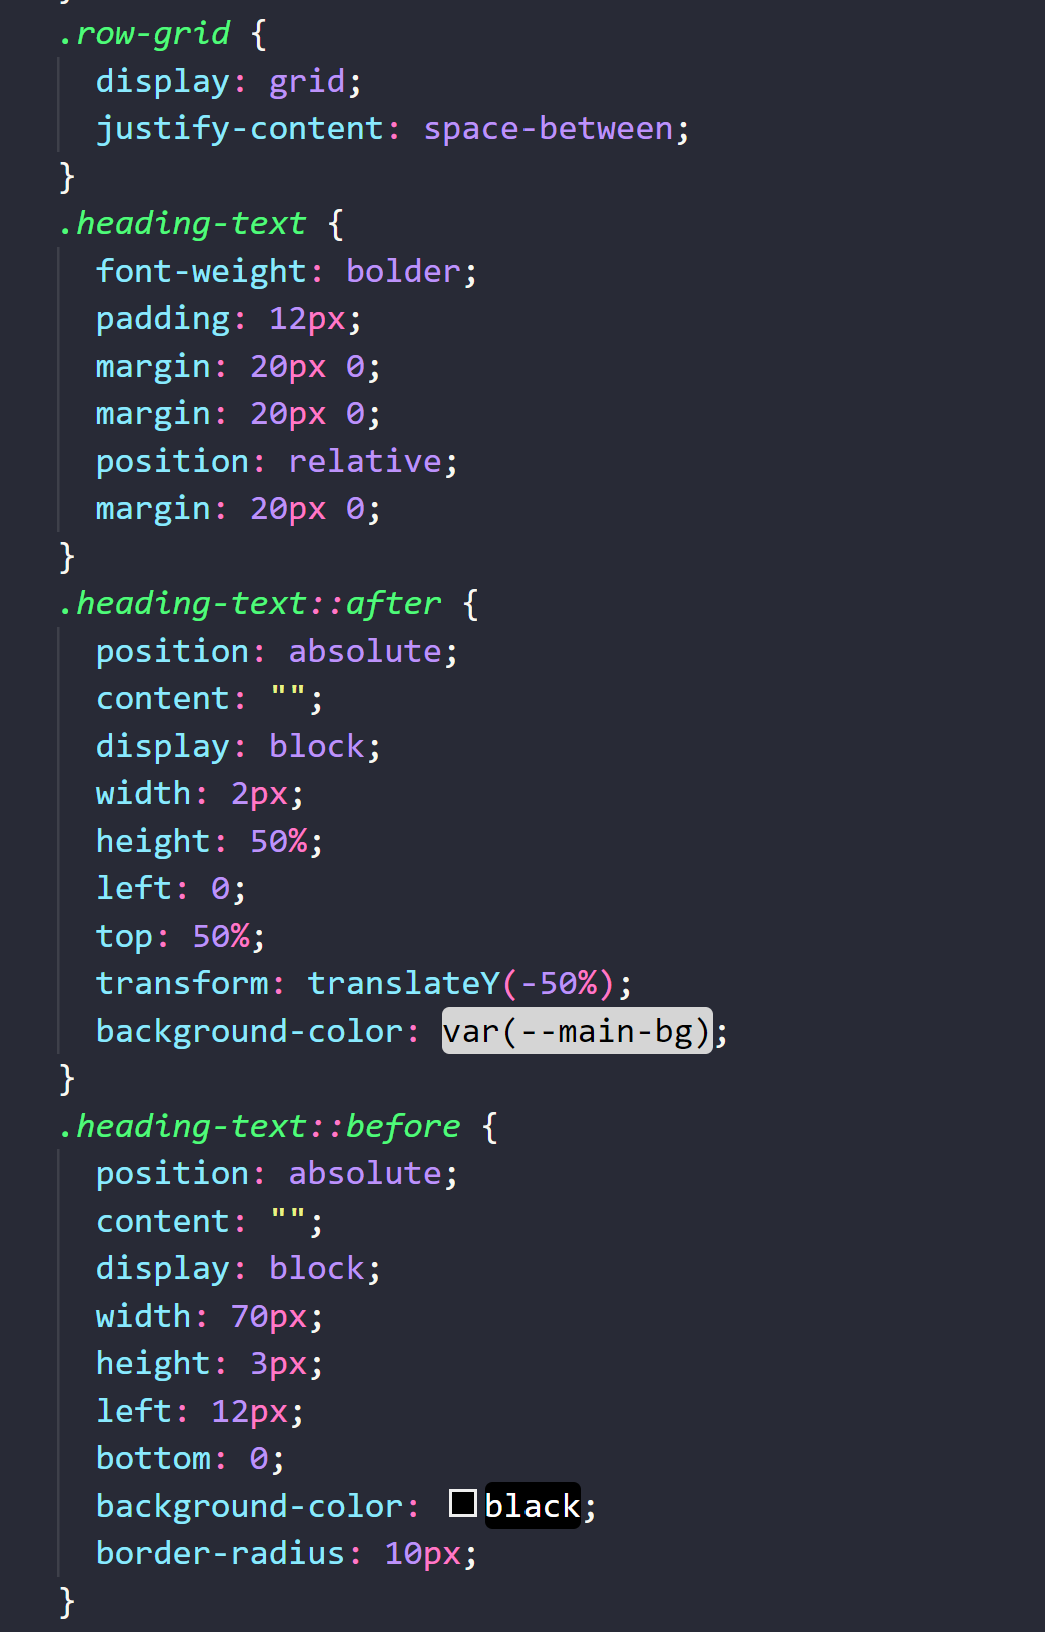 }
.row-grid {
  display: grid;
  justify-content: space-between;
}
.heading-text {
  font-weight: bolder;
  padding: 12px;
  margin: 20px 0;
  margin: 20px 0;
  position: relative;
  margin: 20px 0;
}
.heading-text::after {
  position: absolute;
  content: "";
  display: block;
  width: 2px;
  height: 50%;
  left: 0;
  top: 50%;
  transform: translateY(-50%);
  background-color: var(--main-bg);
}
.heading-text::before {
  position: absolute;
  content: "";
  display: block;
  width: 70px;
  height: 3px;
  left: 12px;
  bottom: 0;
  background-color: black;
  border-radius: 10px;
}